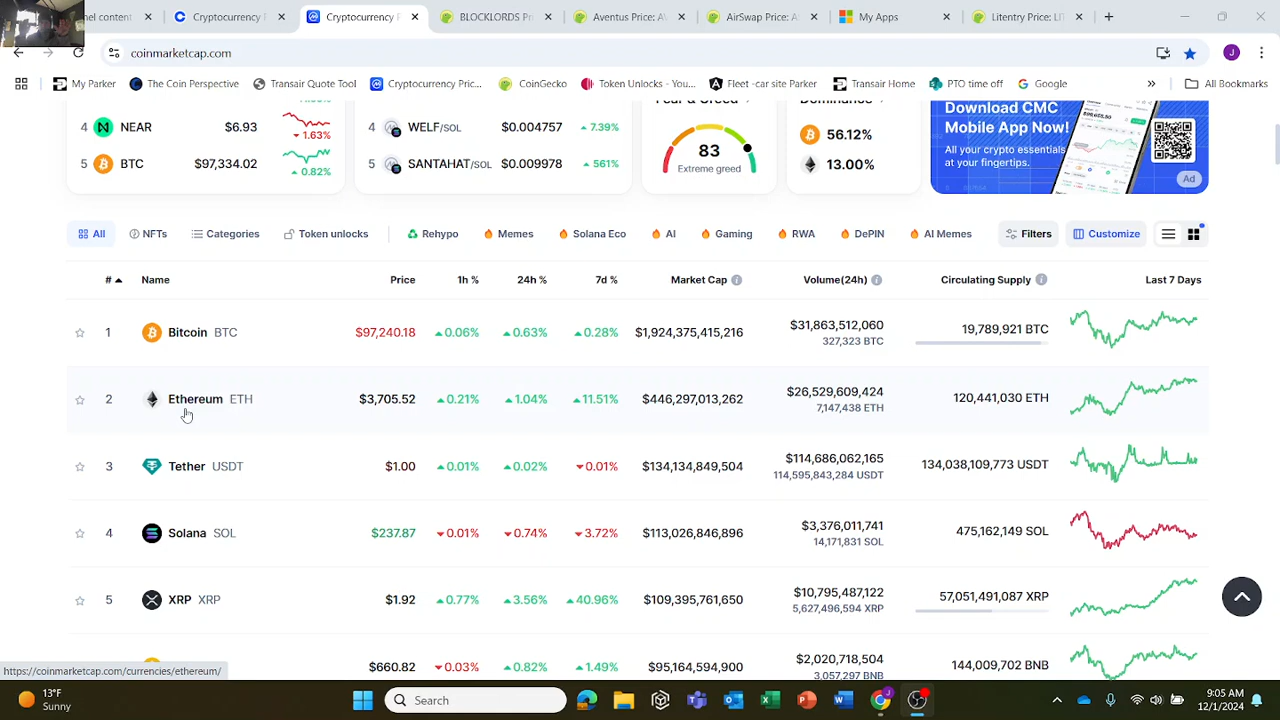 Cryptocurrency
Cryptocurrency
BLOCKLORDS
Aventus Price:
AirSwap Price:
My Apps
Literitry Price:
coinmarketcap.com
My Parker
The Coin Perspective
Transair Quote Tool
Cryptocurrency Pric...
CoinGecko
Token Unlocks - You...
Fleet -car site Parker
Transair Home
PTO time off
Google
All Bookmarks
4 NEAR $6.93 1.63%
5 BTC $97,334.02 0.82%
4 WELF/SOL $0.004757 7.39%
5 SANTAHAT/SOL $0.009978 561%
83
Extreme greed
56.12%
13.00%
Download CMC
Mobile App Now!
All your crypto essentials
at your fingertips.
Ad
All NFTs Categories Token unlocks Rehypo Memes Solana Eco AI Gaming RWA DePIN AI Memes Filters Customize
# Name Price 1h % 24h % 7d % Market Cap Volume(24h) Circulating Supply Last 7 Days
1 Bitcoin BTC $97,240.18 0.06% 0.63% 0.28% $1,924,375,415,216 $31,863,512,060 19,789,921 BTC
327,323 BTC
2 Ethereum ETH $3,705.52 0.21% 1.04% 11.51% $446,297,013,262 $26,529,609,424 120,441,030 ETH
7,147,438 ETH
3 Tether USDT $1.00 0.01% 0.02% 0.01% $134,134,849,504 $114,686,062,165 134,038,109,773 USDT
114,595,843,284 USDT
4 Solana SOL $237.87 0.01% 0.74% 3.72% $113,026,846,896 $3,376,011,741 475,162,149 SOL
14,171,831 SOL
5 XRP XRP $1.92 0.77% 3.56% 40.96% $109,395,761,650 $10,795,487,122 57,051,491,087 XRP
5,627,496,594 XRP
$660.82 0.03% 0.82% 1.49% $95,164,594,900 $2,020,718,504 144,009,702 BNB
3,057,297 BNB
https://coinmarketcap.com/currencies/ethereum/
13°F
Sunny
Search
9:05 AM
12/1/2024